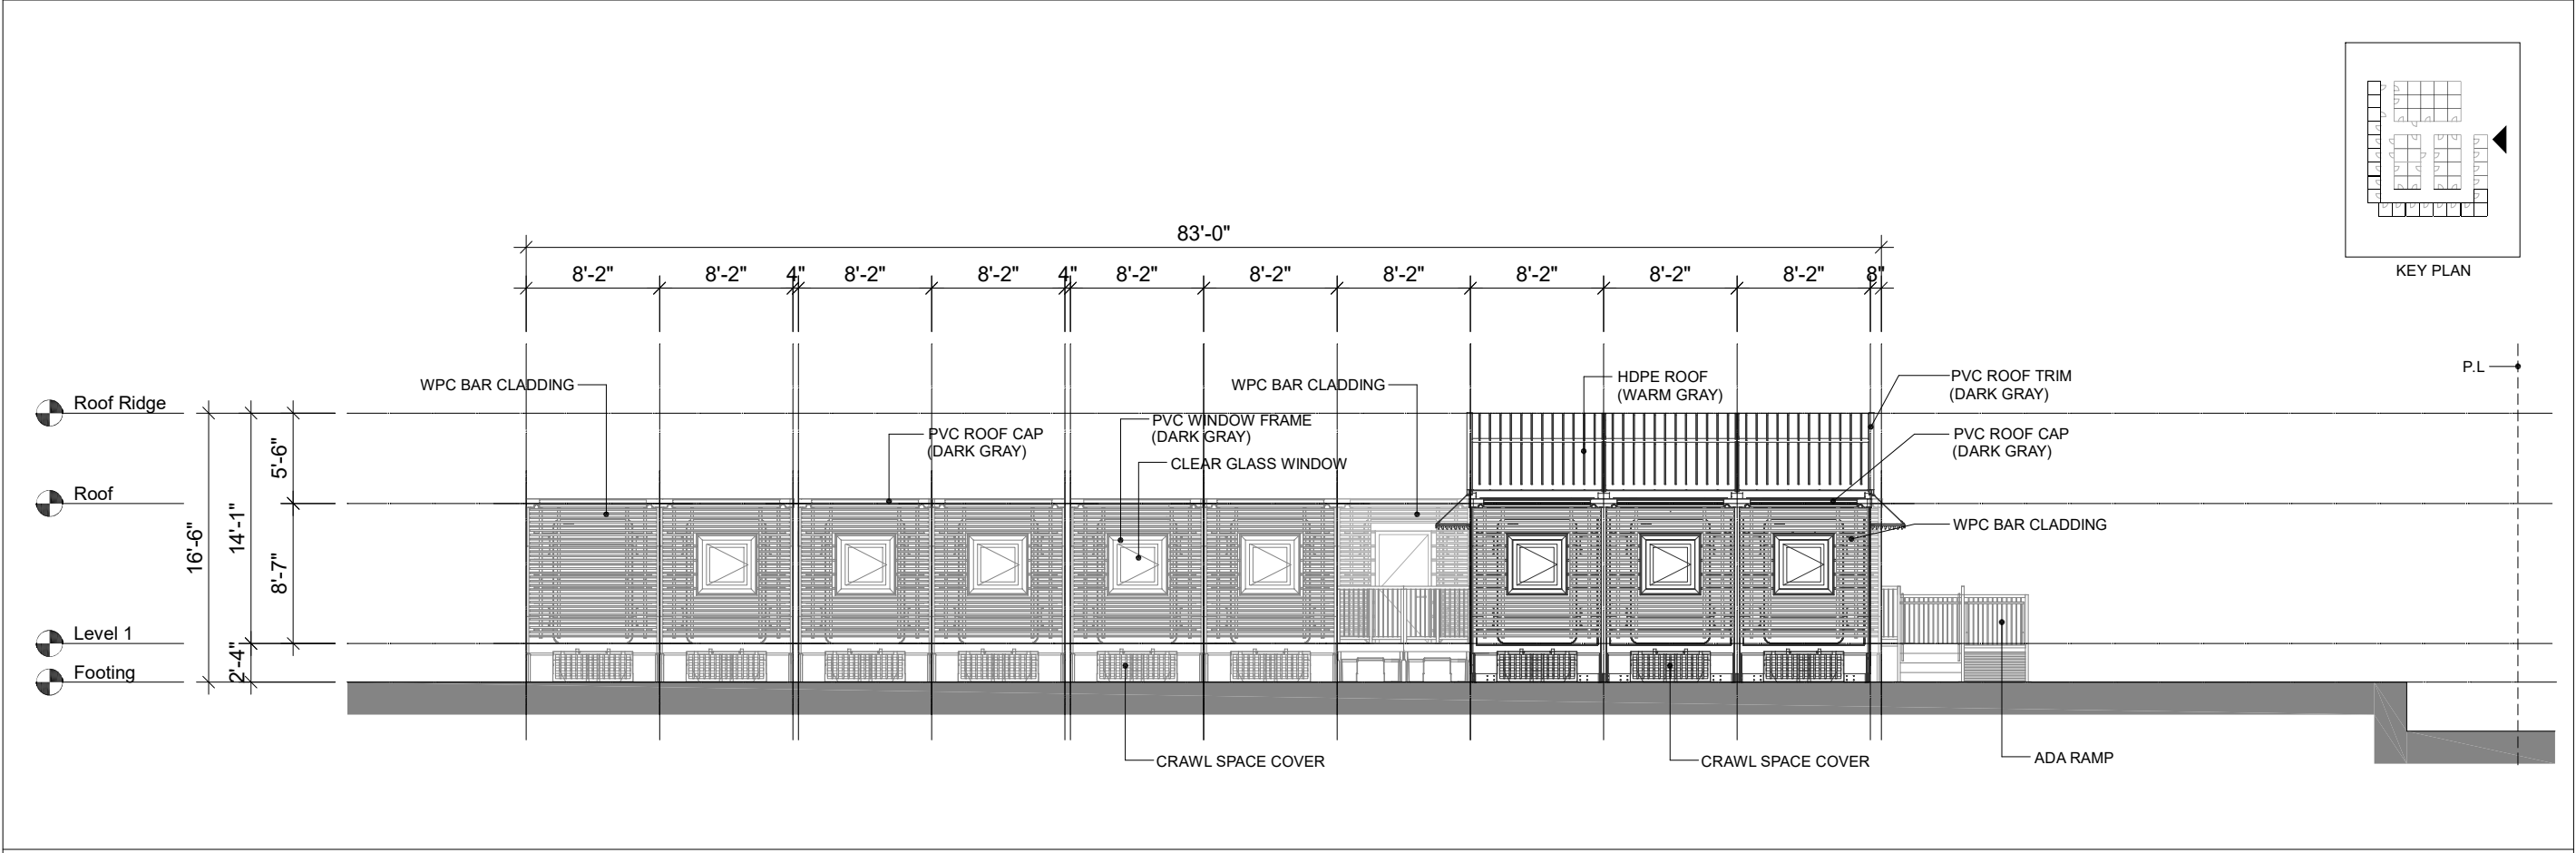 KEY PLAN
83'-0"
8'-2" 8'-2" 4" 8'-2" 8'-2" 4" 8'-2" 8'-2" 8'-2" 8'-2" 8'-2" 8'-2" 8"
P.L
WPC BAR CLADDING
WPC BAR CLADDING
HDPE ROOF
(WARM GRAY)
PVC ROOF TRIM
(DARK GRAY)
Roof Ridge
PVC WINDOW FRAME
(DARK GRAY)
PVC ROOF CAP
(DARK GRAY)
PVC ROOF CAP
(DARK GRAY)
CLEAR GLASS WINDOW
5'-6"
Roof
WPC BAR CLADDING
14'-1"
16'-6"
8'-7"
Level 1
2'-4"
Footing
CRAWL SPACE COVER
CRAWL SPACE COVER
ADA RAMP